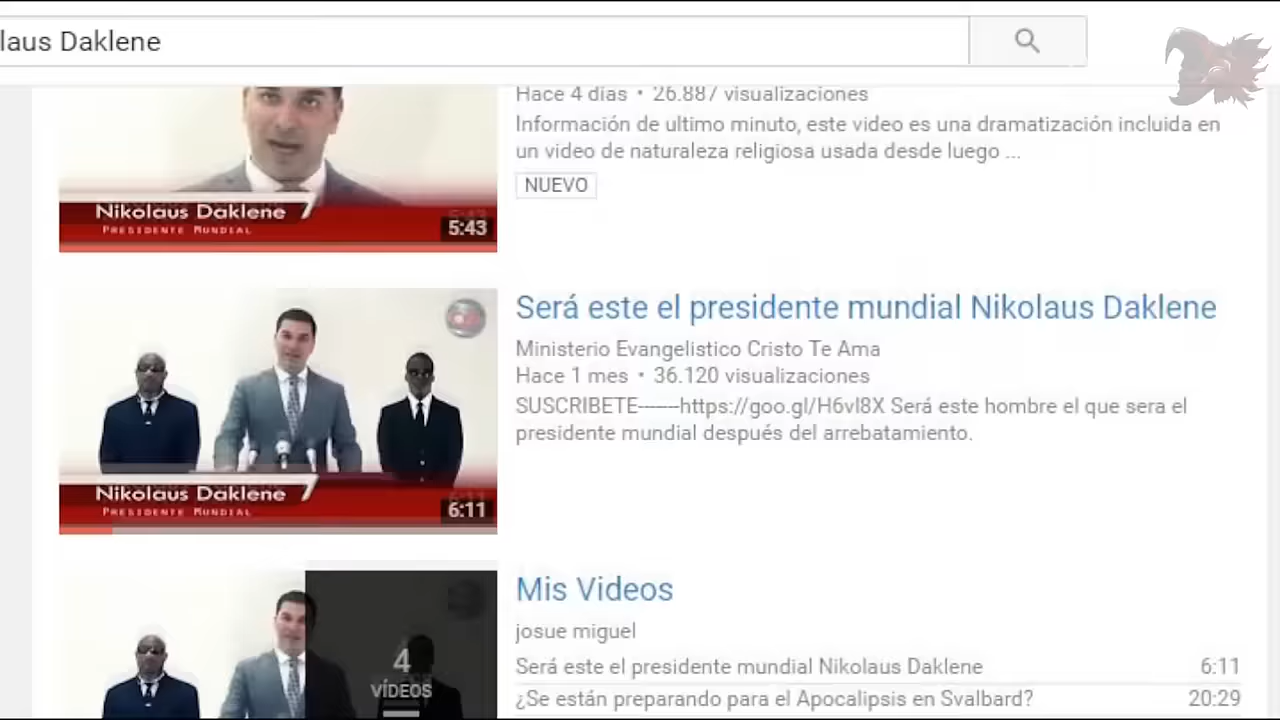 laus Daklene
Hace 4 días • 26.887 visualizaciones
Información de ultimo minuto, este video es una dramatización incluida en
un video de naturaleza religiosa usada desde luego ...
NUEVO
Nikolaus Daklene 7
Presidente Mundial
5:43
Será este el presidente mundial Nikolaus Daklene
Ministerio Evangelistico Cristo Te Ama
Hace 1 mes • 36.120 visualizaciones
SUSCRIBETE-------https://goo.gl/H6vl8X Será este hombre el que sera el
presidente mundial después del arrebatamiento.
Nikolaus Daklene 7
Presidente Mundial
6:11
Mis Videos
josue miguel
Será este el presidente mundial Nikolaus Daklene 6:11
¿Se están preparando para el Apocalipsis en Svalbard? 20:29
4
VÍDEOS